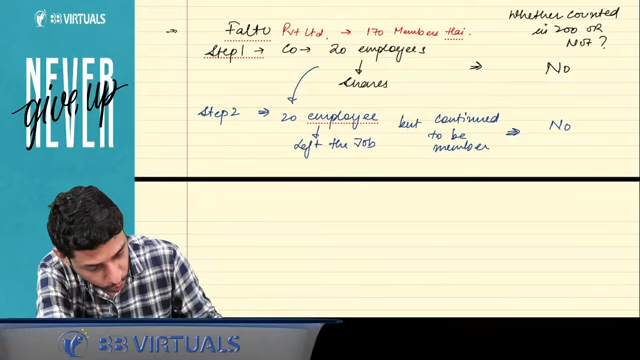 BB VIRTUALS
NEVER
give up
NEVER
Whether counted
in 200 OR
Not ?
⇒ Faltu Pvt Ltd. → 170 Members Hai.
Step 1 → Co → 20 employees
Shares
⇒ No
Step 2 ⇒ 20 employee but continued to be member ⇒ No
Left the Job
BB VIRTUALS